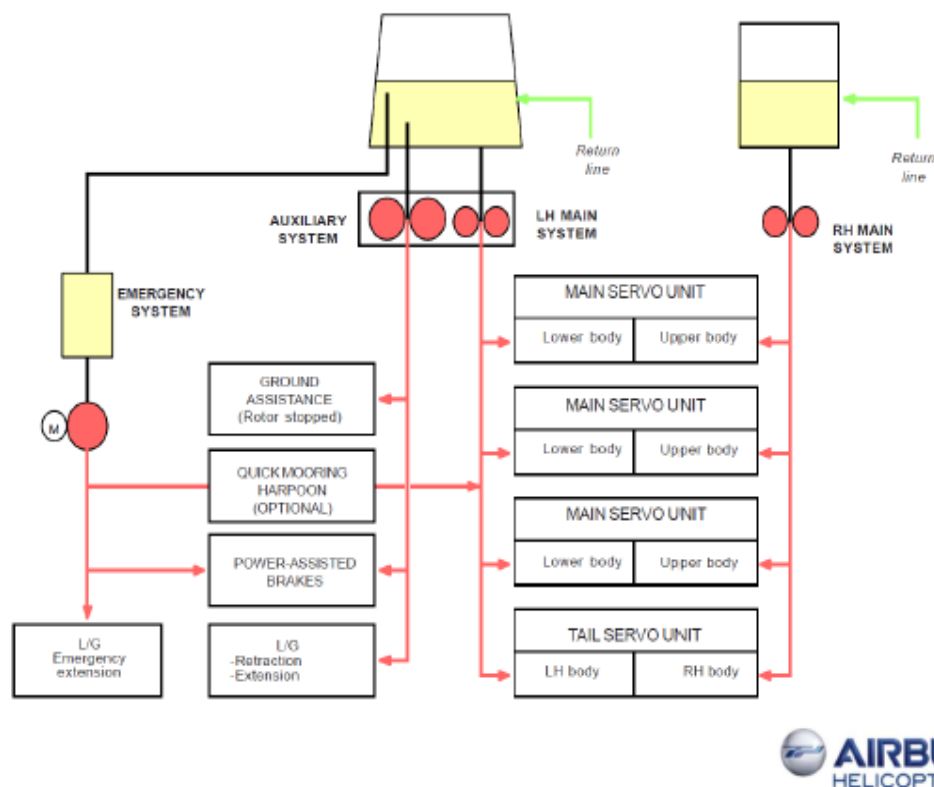 Return
line
Return
line
AUXILIARY
SYSTEM
LH MAIN
SYSTEM
RH MAIN
SYSTEM
EMERGENCY
SYSTEM
MAIN SERVO UNIT
Lower body
Upper body
GROUND
ASSISTANCE
(Rotor stopped)
M
MAIN SERVO UNIT
Lower body
Upper body
QUICK MOORING
HARPOON
(OPTIONAL)
MAIN SERVO UNIT
Lower body
Upper body
POWER-ASSISTED
BRAKES
L/G
Emergency
extension
L/G
-Retraction
-Extension
TAIL SERVO UNIT
LH body
RH body
AIRBU
HELICOPT